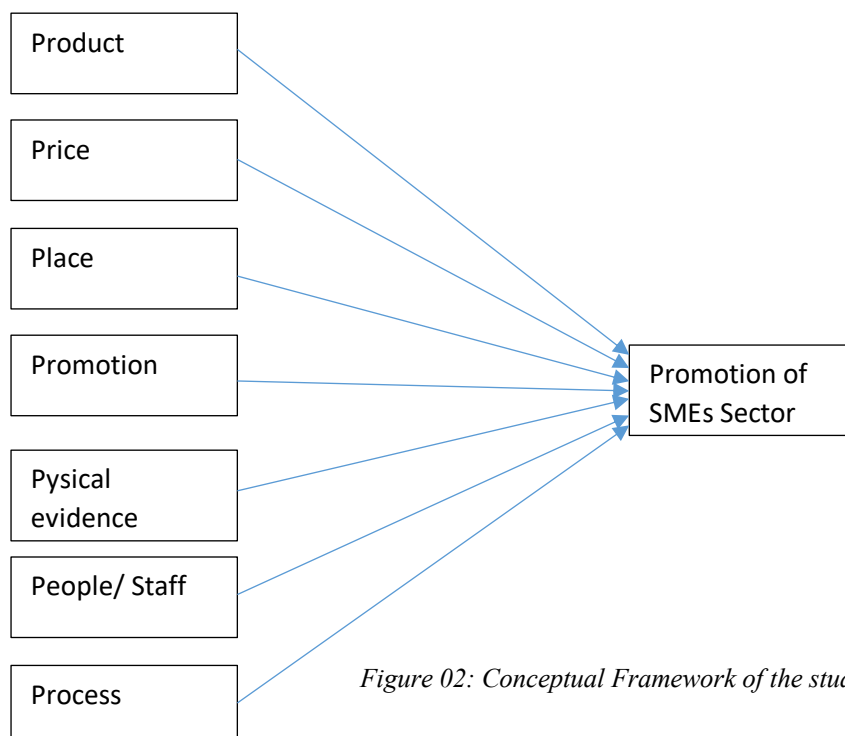 Product
Price
Place
Promotion
Pysical
evidence
People/ Staff
Process
Promotion of
SMEs Sector
Figure 02: Conceptual Framework of the stu